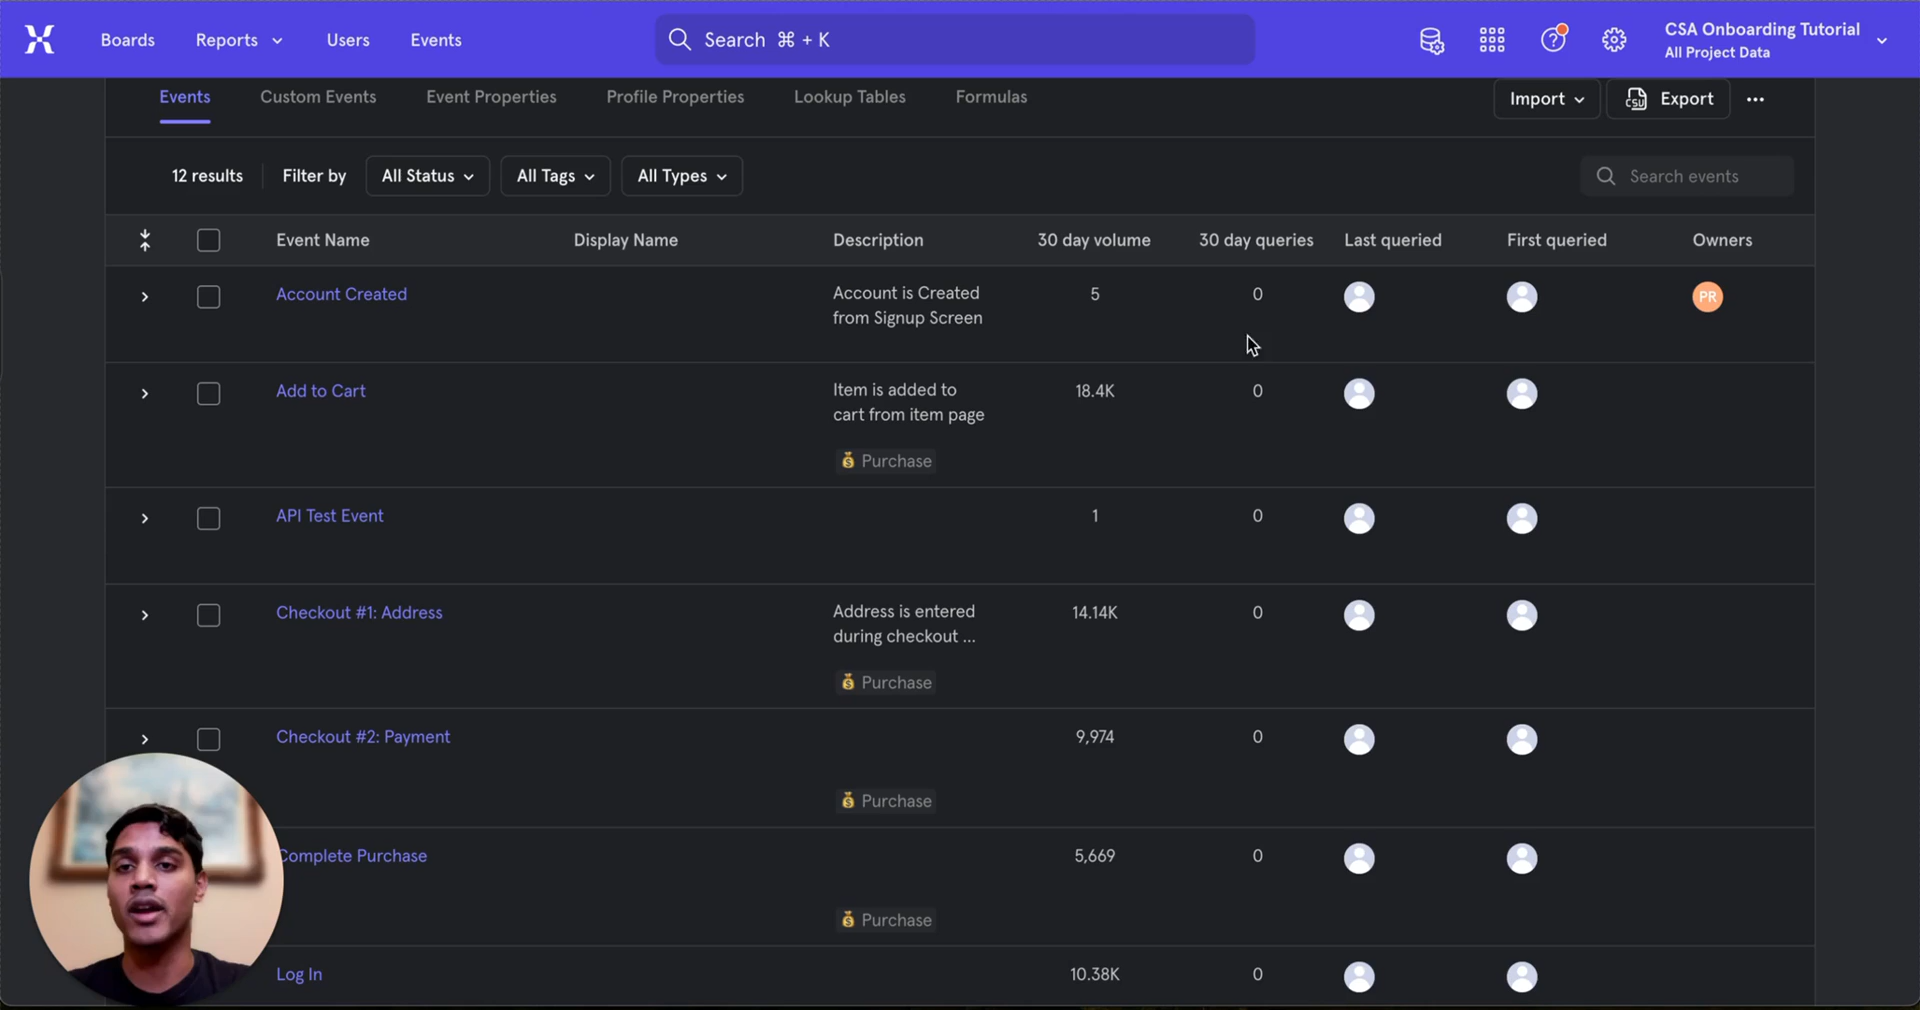 Boards Reports Users Events Search ⌘ + K CSA Onboarding Tutorial
All Project Data
Events Custom Events Event Properties Profile Properties Lookup Tables Formulas Import CSV Export
12 results Filter by All Status All Tags All Types Search events
Event Name Display Name Description 30 day volume 30 day queries Last queried First queried Owners
Account Created Account is Created 5 0 PR
from Signup Screen
Add to Cart Item is added to 18.4K 0
cart from item page
Purchase
API Test Event 1 0
Checkout #1: Address Address is entered 14.14K 0
during checkout ...
Purchase
Checkout #2: Payment 9,974 0
Purchase
Complete Purchase 5,669 0
Purchase
Log In 10.38K 0